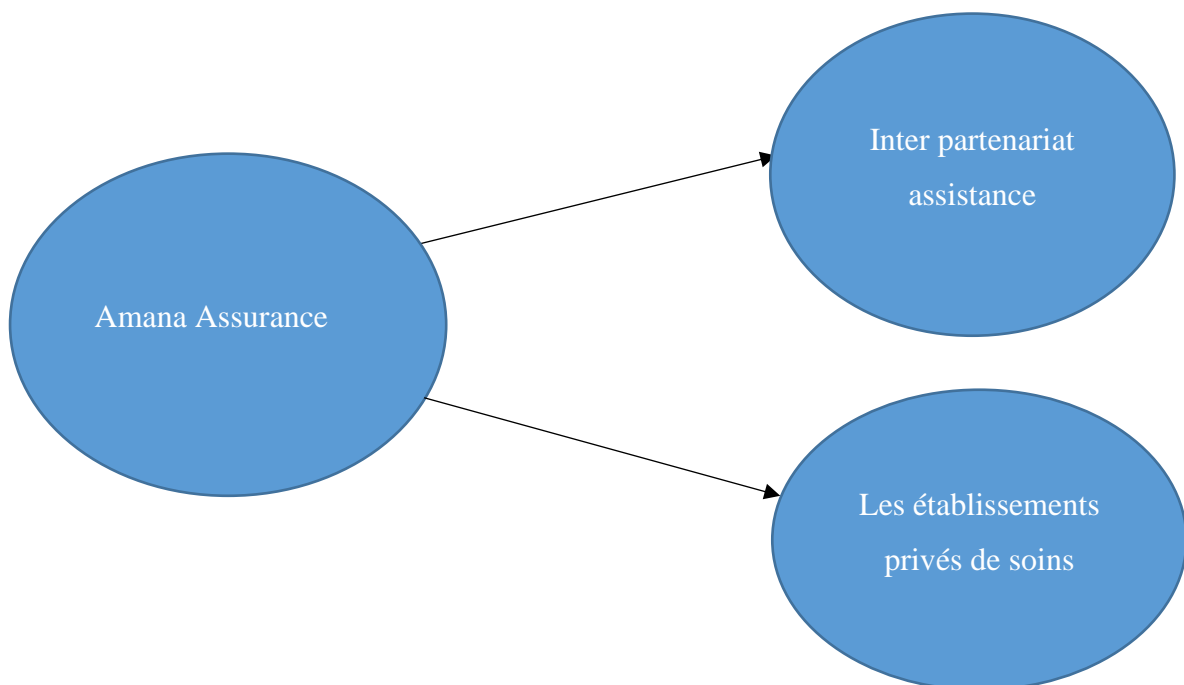 Inter partenariat
assistance
Amana Assurance
Les établissements
privés de soins